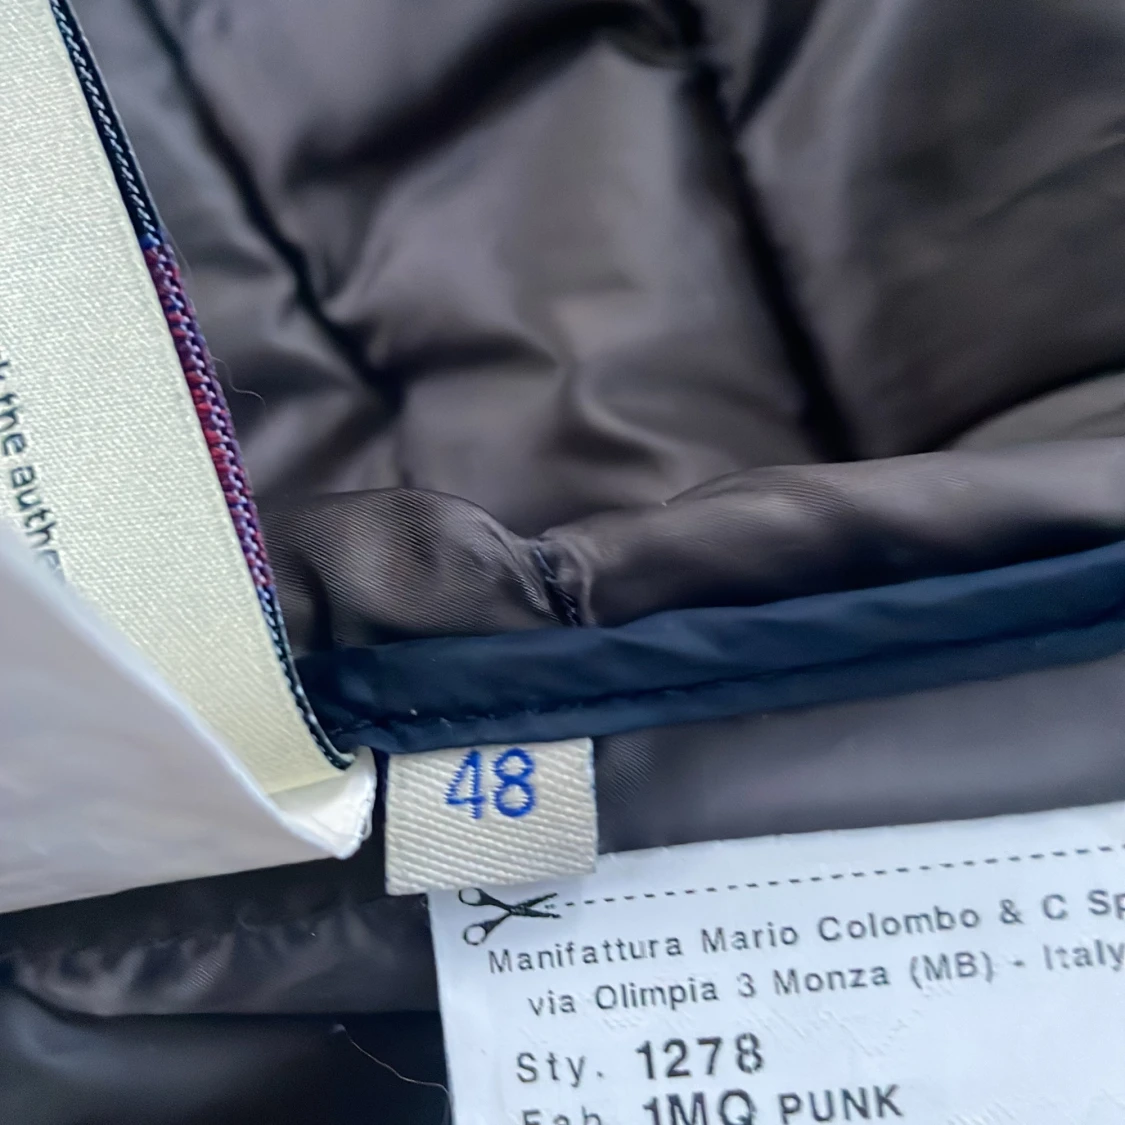 the authe
48
Manifattura Mario Colombo & C Sp
via Olimpia 3 Monza (MB) - Italy
Sty. 1278
Fab 1MQ PUNK